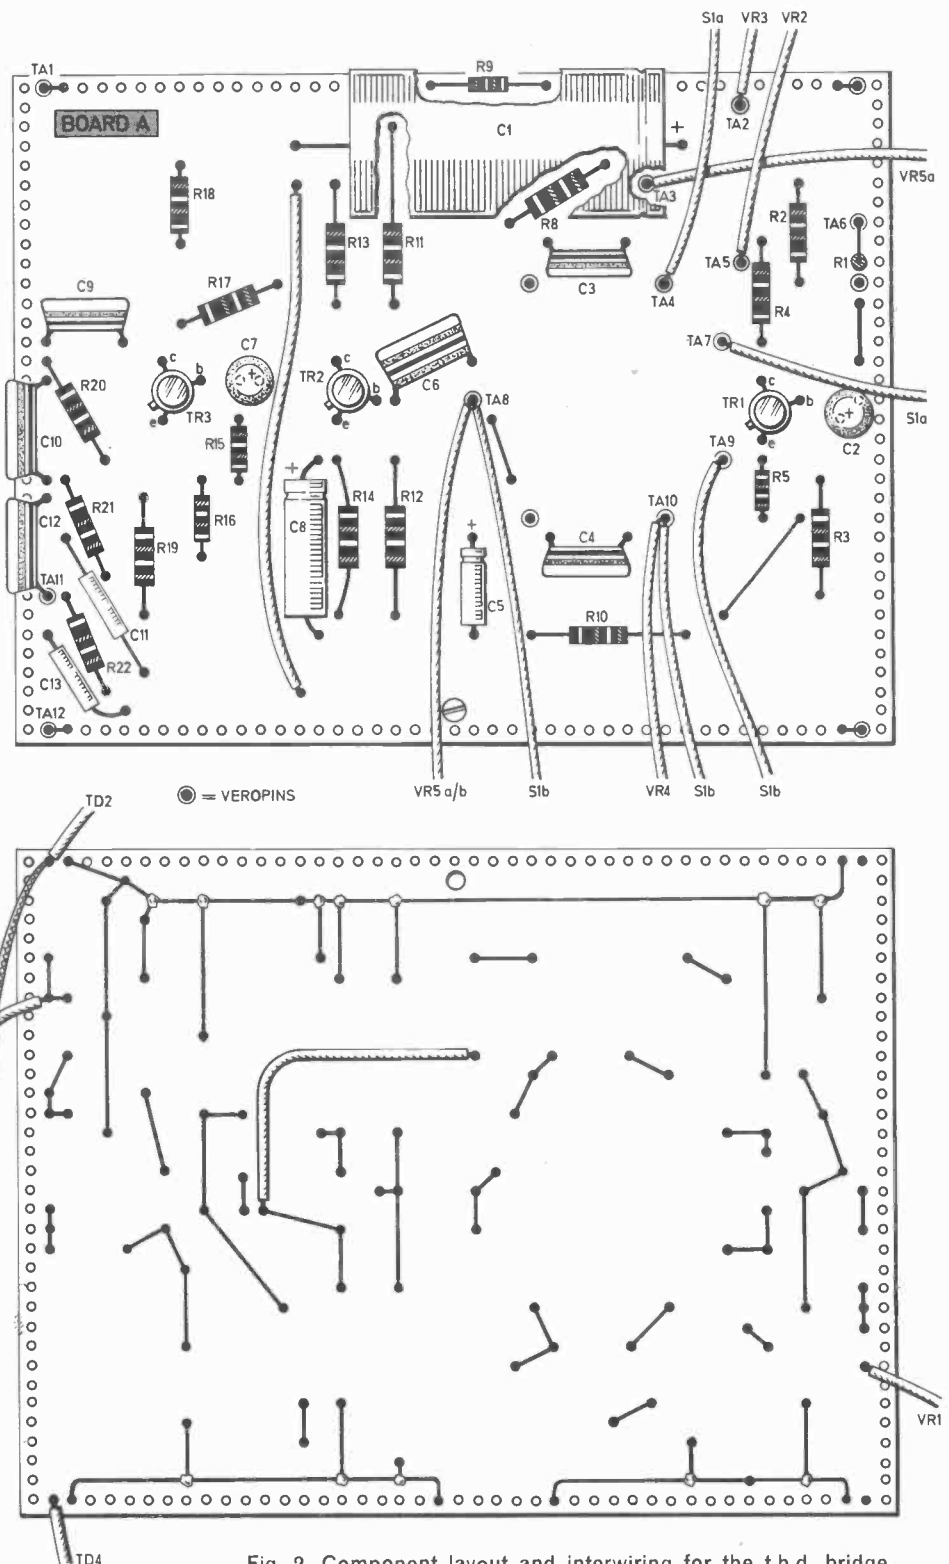 S1a VR3 VR2
TA1
R9
BOARD A
C1
+
TA2
R18
R8
TA3
VR5a
R13
R11
R2
TA6
TA5
R1
R17
C3
TA4
R4
C9
C7
C6
TA7
c
b
e
TR3
TR2
c
b
e
R20
TA8
TR1
c
b
e
C2
S1a
C10
R15
TA9
+
R21
C12
R16
C8
R14
R12
TA10
R5
R3
R19
+
C4
C5
TA11
C11
R10
R22
C13
TA12
VR5 a/b S1b VR4 S1b S1b
= VEROPINS
TD2
VR1
TD4
Fig. 2. Component layout and interwiring for the t.h.d. bridge